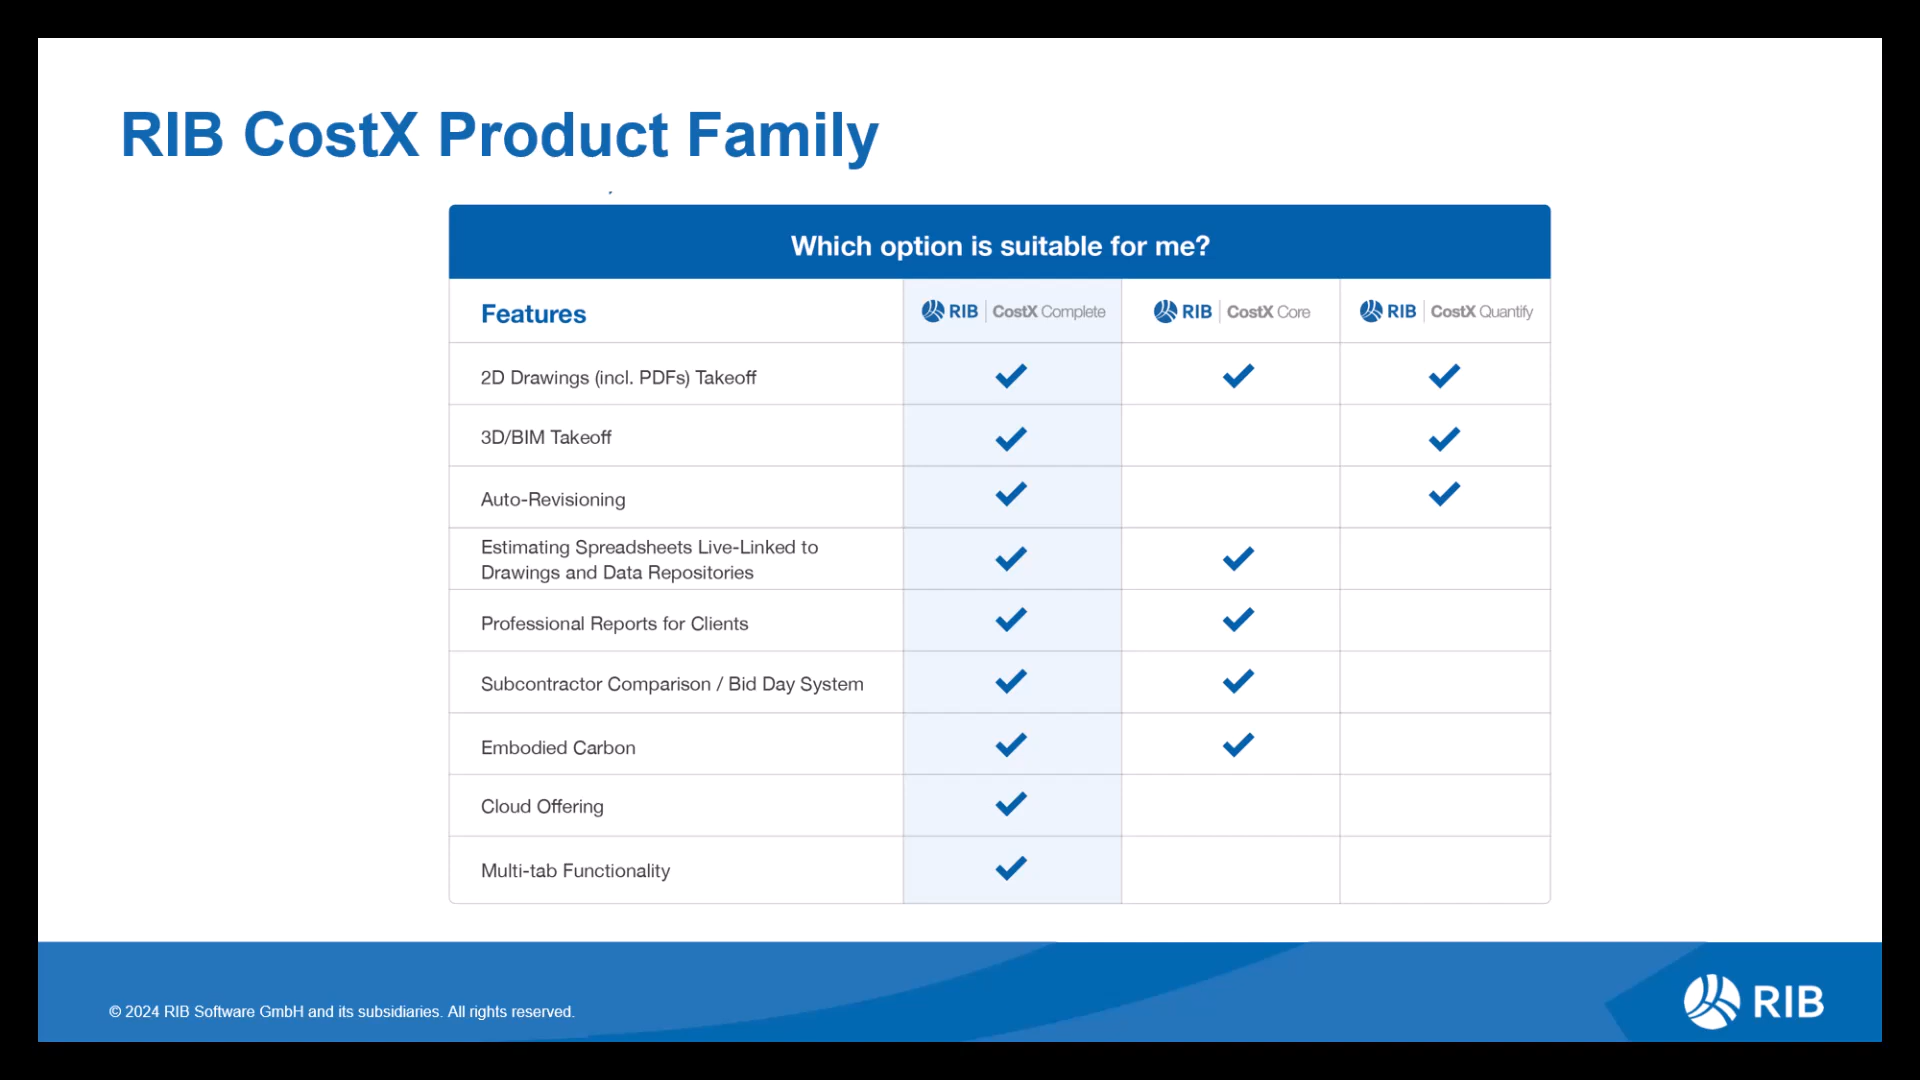 RIB CostX Product Family
Which option is suitable for me?
Features
RIB | CostX Complete
RIB | CostX Core
RIB | CostX Quantify
2D Drawings (incl. PDFs) Takeoff
3D/BIM Takeoff
Auto-Revisioning
Estimating Spreadsheets Live-Linked to
Drawings and Data Repositories
Professional Reports for Clients
Subcontractor Comparison / Bid Day System
Embodied Carbon
Cloud Offering
Multi-tab Functionality
© 2024 RIB Software GmbH and its subsidiaries. All rights reserved.
RIB